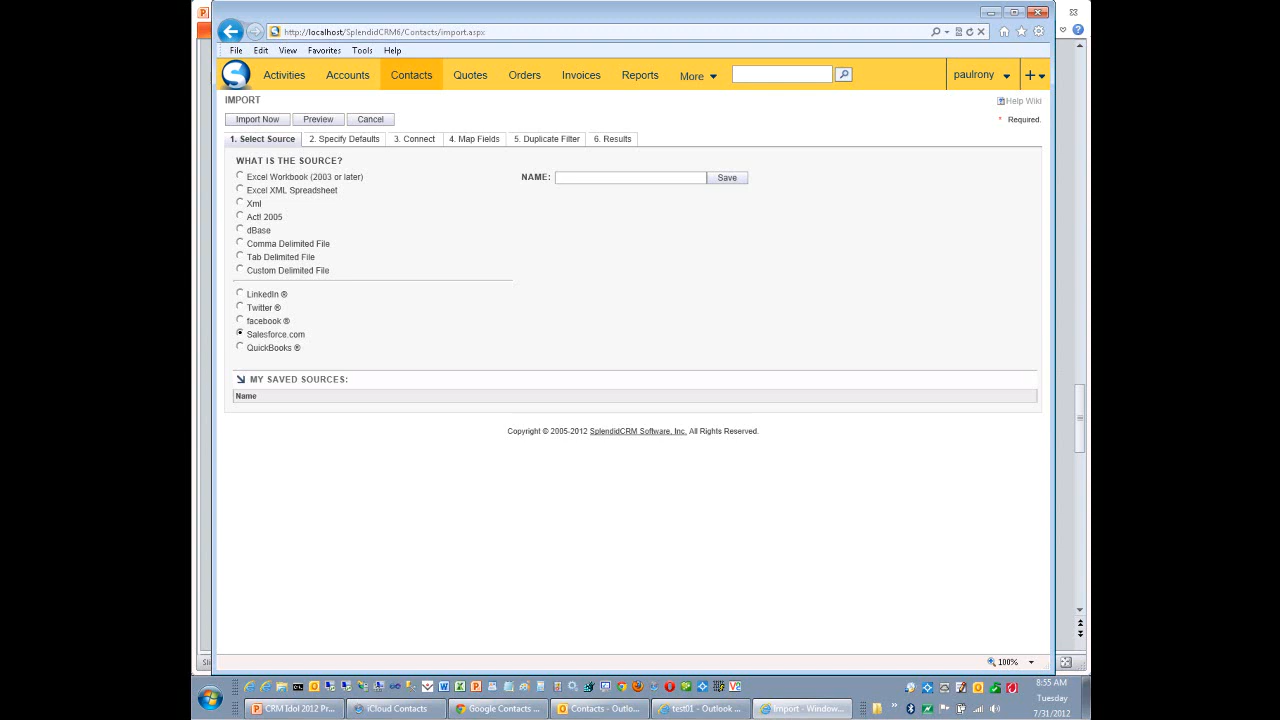 http://localhost/SplendidCRM6/Contacts/import.aspx
File Edit View Favorites Tools Help
Activities Accounts Contacts Quotes Orders Invoices Reports More paulrony
IMPORT
Help Wiki
Import Now Preview Cancel
* Required.
1. Select Source 2. Specify Defaults 3. Connect 4. Map Fields 5. Duplicate Filter 6. Results
WHAT IS THE SOURCE?
Excel Workbook (2003 or later)
NAME: Save
Excel XML Spreadsheet
Xml
Act! 2005
dBase
Comma Delimited File
Tab Delimited File
Custom Delimited File
LinkedIn ®
Twitter ®
facebook ®
Salesforce.com
QuickBooks ®
MY SAVED SOURCES:
Name
Copyright © 2005-2012 SplendidCRM Software, Inc. All Rights Reserved.
100%
8:55 AM
Tuesday
7/31/2012
CRM Idol 2012 Pr... iCloud Contacts Google Contacts ... Contacts - Outlo... test01 - Outlook ... Import - Window...